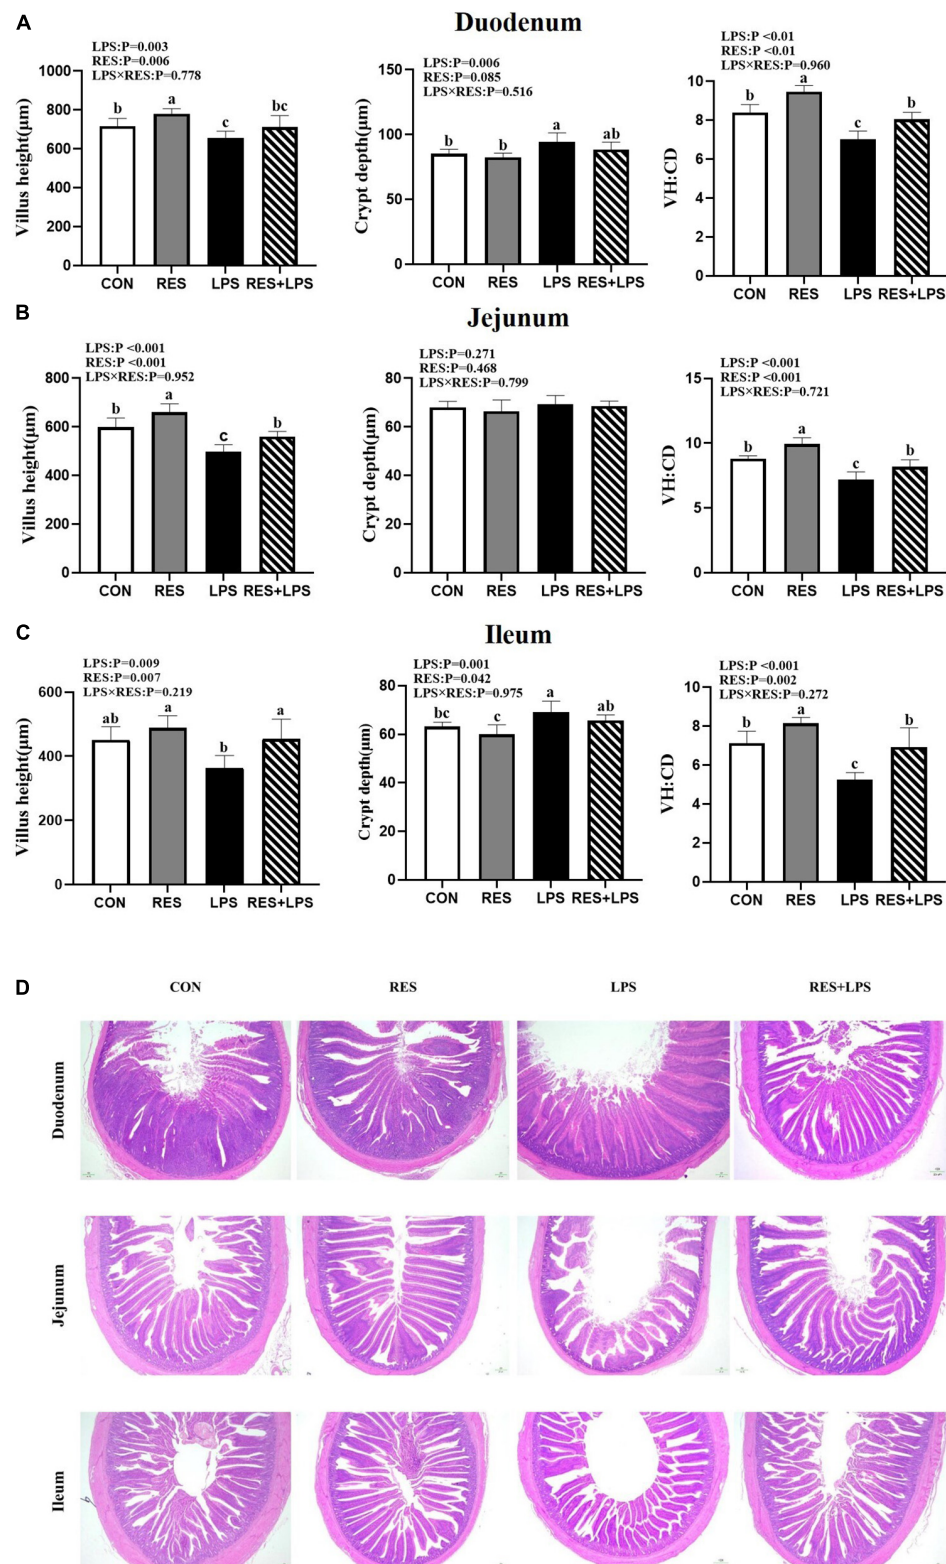 A
Duodenum
LPS:P=0.003
RES:P=0.006
LPS×RES:P=0.778
Villus height(μm)
1000
800
600
400
200
0
b
a
c
bc
CON RES LPS RES+LPS
LPS:P=0.006
RES:P=0.085
LPS×RES:P=0.516
Crypt depth(μm)
150
100
50
0
b
b
a
ab
CON RES LPS RES+LPS
LPS:P <0.01
RES:P <0.01
LPS×RES:P=0.960
VH:CD
10
8
6
4
2
0
b
a
c
b
CON RES LPS RES+LPS
B
Jejunum
LPS:P <0.001
RES:P <0.001
LPS×RES:P=0.952
Villus height(μm)
800
600
400
200
0
b
a
c
b
CON RES LPS RES+LPS
LPS:P=0.271
RES:P=0.468
LPS×RES:P=0.799
Crypt depth(μm)
80
60
40
20
0
CON RES LPS RES+LPS
LPS:P <0.001
RES:P <0.001
LPS×RES:P=0.721
VH:CD
15
10
5
0
b
a
c
b
CON RES LPS RES+LPS
C
Ileum
LPS:P=0.009
RES:P=0.007
LPS×RES:P=0.219
Villus height(μm)
600
400
200
0
ab
a
b
a
CON RES LPS RES+LPS
LPS:P=0.001
RES:P=0.042
LPS×RES:P=0.975
Crypt depth(μm)
80
60
40
20
0
bc
c
a
ab
CON RES LPS RES+LPS
LPS:P <0.001
RES:P=0.002
LPS×RES:P=0.272
VH:CD
10
8
6
4
2
0
b
a
c
b
CON RES LPS RES+LPS
D
CON RES LPS RES+LPS
Duodenum
Jejunum
Ileum